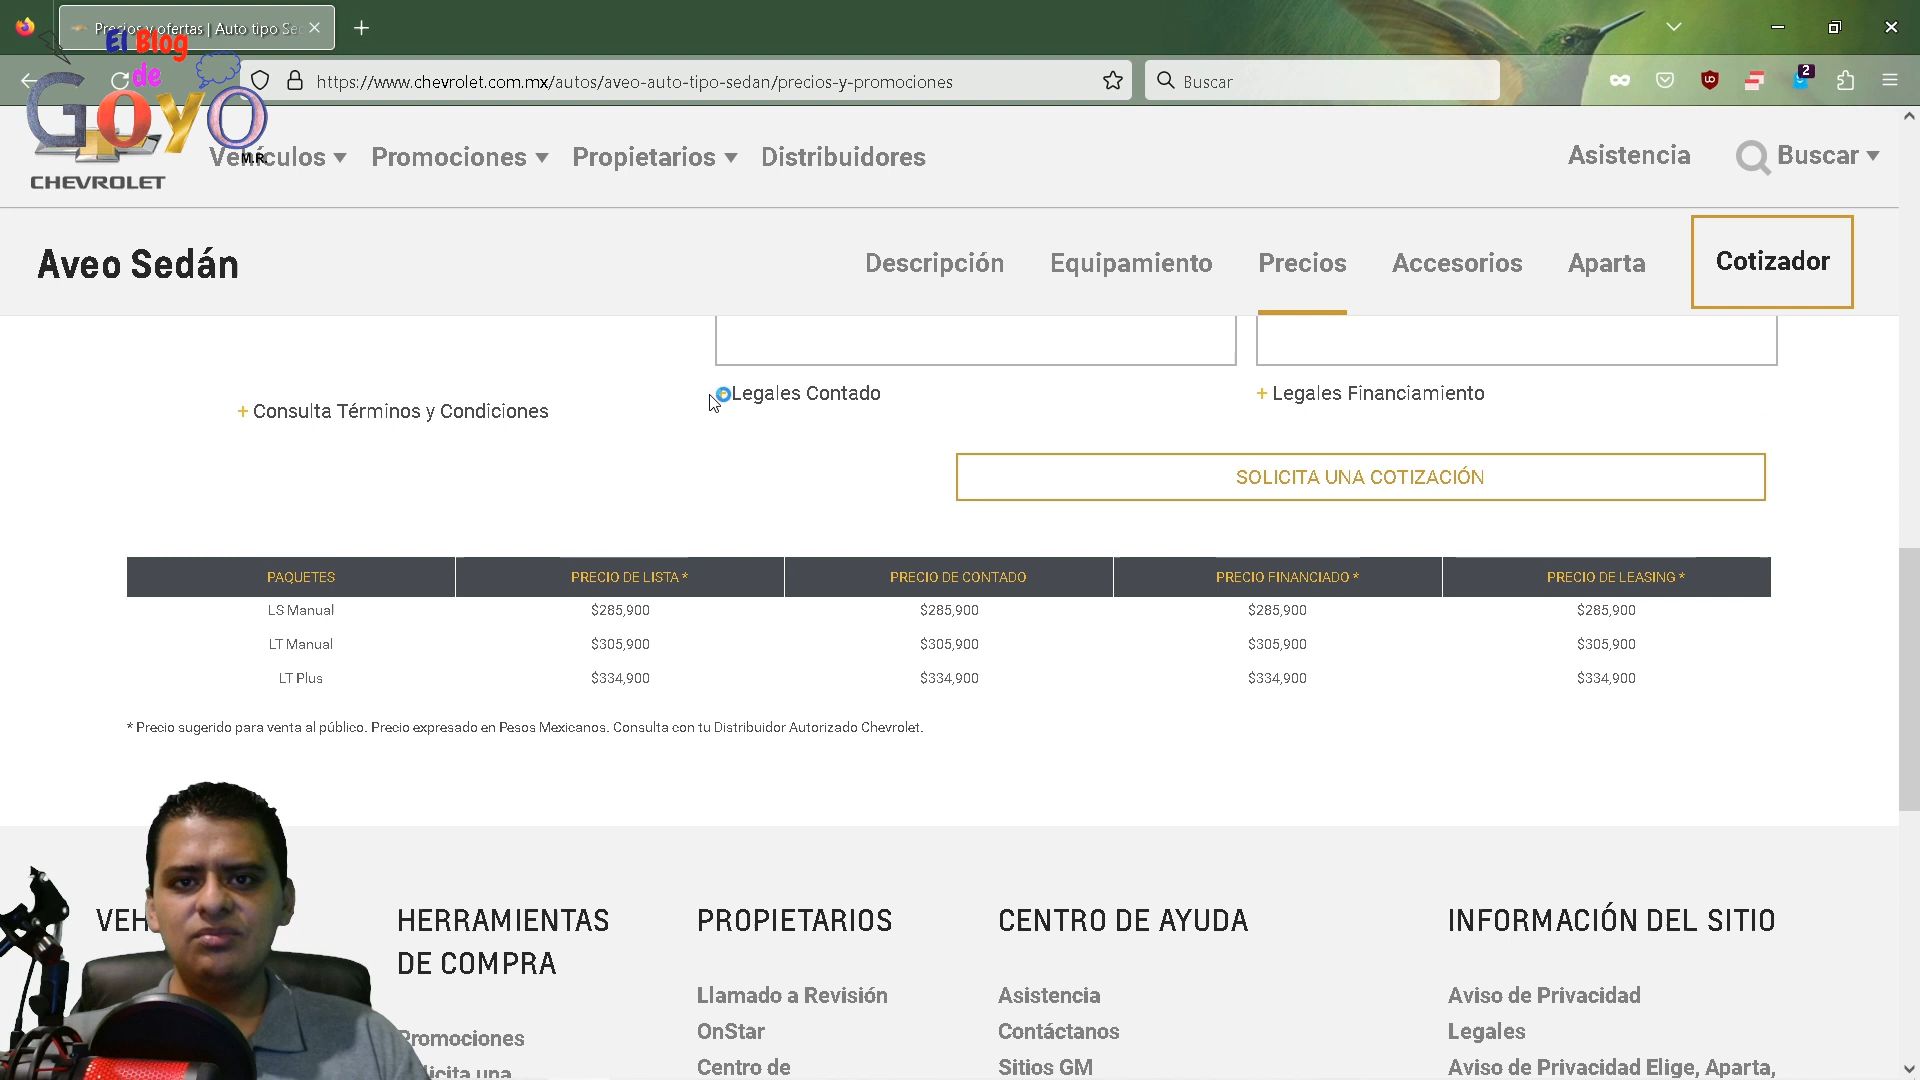 Precios y ofertas | Auto tipo Sec
El Blog
de
GOYO
M.R.
https://www.chevrolet.com.mx/autos/aveo-auto-tipo-sedan/precios-y-promociones
Buscar
2
CHEVROLET
Vehículos
Promociones
Propietarios
Distribuidores
Asistencia
Buscar
Aveo Sedán
Descripción
Equipamiento
Precios
Accesorios
Aparta
Cotizador
+ Consulta Términos y Condiciones
Legales Contado
+ Legales Financiamiento
SOLICITA UNA COTIZACIÓN
PAQUETES PRECIO DE LISTA * PRECIO DE CONTADO PRECIO FINANCIADO * PRECIO DE LEASING *
LS Manual $285,900 $285,900 $285,900 $285,900
LT Manual $305,900 $305,900 $305,900 $305,900
LT Plus $334,900 $334,900 $334,900 $334,900
* Precio sugerido para venta al público. Precio expresado en Pesos Mexicanos. Consulta con tu Distribuidor Autorizado Chevrolet.
VEH
HERRAMIENTAS
DE COMPRA
Promociones
licita una
PROPIETARIOS
Llamado a Revisión
OnStar
Centro de
CENTRO DE AYUDA
Asistencia
Contáctanos
Sitios GM
INFORMACIÓN DEL SITIO
Aviso de Privacidad
Legales
Aviso de Privacidad Elige, Aparta,